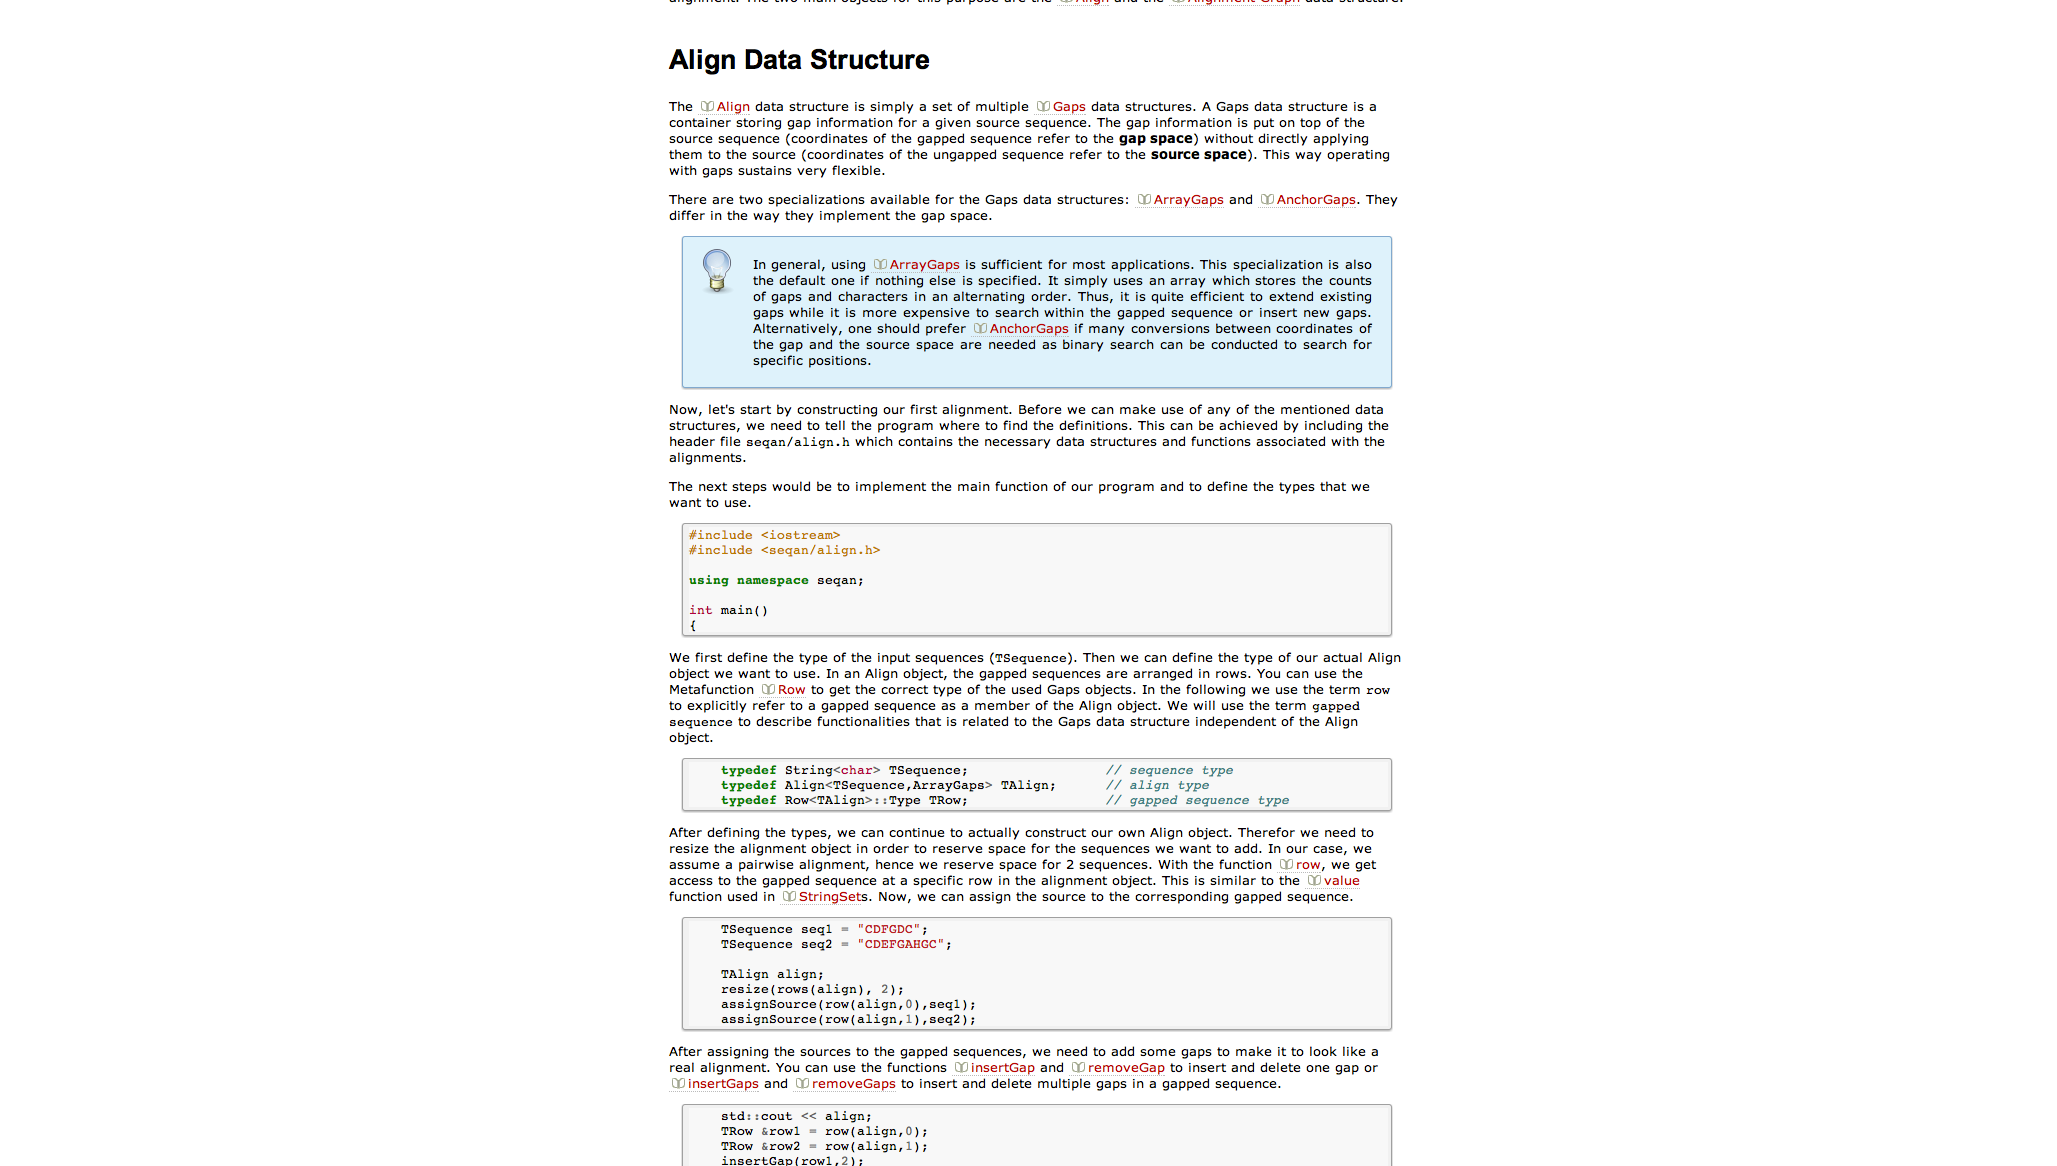 alignment. The two main objects for this purpose are the Align and the Alignment Graph data structure.
Align Data Structure
The Align data structure is simply a set of multiple Gaps data structures. A Gaps data structure is a
container storing gap information for a given source sequence. The gap information is put on top of the
source sequence (coordinates of the gapped sequence refer to the gap space) without directly applying
them to the source (coordinates of the ungapped sequence refer to the source space). This way operating
with gaps sustains very flexible.
There are two specializations available for the Gaps data structures: ArrayGaps and AnchorGaps. They
differ in the way they implement the gap space.
In general, using ArrayGaps is sufficient for most applications. This specialization is also
the default one if nothing else is specified. It simply uses an array which stores the counts
of gaps and characters in an alternating order. Thus, it is quite efficient to extend existing
gaps while it is more expensive to search within the gapped sequence or insert new gaps.
Alternatively, one should prefer AnchorGaps if many conversions between coordinates of
the gap and the source space are needed as binary search can be conducted to search for
specific positions.
Now, let's start by constructing our first alignment. Before we can make use of any of the mentioned data
structures, we need to tell the program where to find the definitions. This can be achieved by including the
header file seqan/align.h which contains the necessary data structures and functions associated with the
alignments.
The next steps would be to implement the main function of our program and to define the types that we
want to use.
#include <iostream>
#include <seqan/align.h>
using namespace seqan;
int main()
{
We first define the type of the input sequences (TSequence). Then we can define the type of our actual Align
object we want to use. In an Align object, the gapped sequences are arranged in rows. You can use the
Metafunction Row to get the correct type of the used Gaps objects. In the following we use the term row
to explicitly refer to a gapped sequence as a member of the Align object. We will use the term gapped
sequence to describe functionalities that is related to the Gaps data structure independent of the Align
object.
typedef String<char> TSequence; // sequence type
typedef Align<TSequence,ArrayGaps> TAlign; // align type
typedef Row<TAlign>::Type TRow; // gapped sequence type
After defining the types, we can continue to actually construct our own Align object. Therefor we need to
resize the alignment object in order to reserve space for the sequences we want to add. In our case, we
assume a pairwise alignment, hence we reserve space for 2 sequences. With the function row, we get
access to the gapped sequence at a specific row in the alignment object. This is similar to the value
function used in StringSets. Now, we can assign the source to the corresponding gapped sequence.
TSequence seq1 = "CDFGDC";
TSequence seq2 = "CDEFGAHGC";
TAlign align;
resize(rows(align), 2);
assignSource(row(align,0),seq1);
assignSource(row(align,1),seq2);
After assigning the sources to the gapped sequences, we need to add some gaps to make it to look like a
real alignment. You can use the functions insertGap and removeGap to insert and delete one gap or
insertGaps and removeGaps to insert and delete multiple gaps in a gapped sequence.
std::cout << align;
TRow &row1 = row(align,0);
TRow &row2 = row(align,1);
insertGap(row1,2);